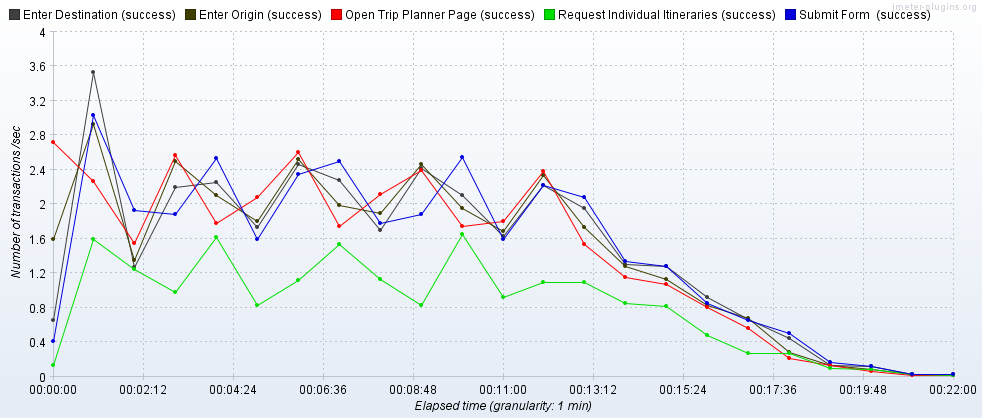 jmeter-plugins.org
Enter Destination (success) Enter Origin (success) Open Trip Planner Page (success) Request Individual Itineraries (success) Submit Form (success)
4
3.6
3.2
2.8
2.4
2
1.6
1.2
0.8
0.4
0
Number of transactions /sec
00:00:00 00:02:12 00:04:24 00:06:36 00:08:48 00:11:00 00:13:12 00:15:24 00:17:36 00:19:48 00:22:00
Elapsed time (granularity: 1 min)